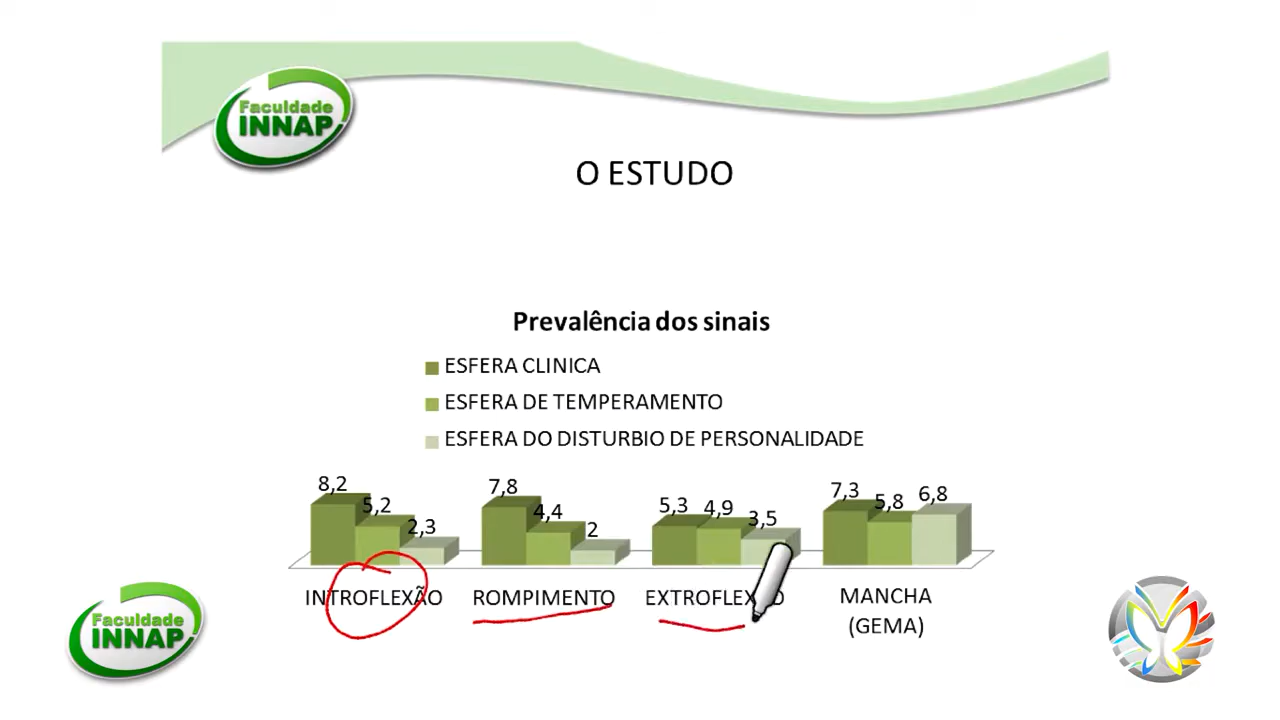 Faculdade
INNAP
O ESTUDO
Prevalência dos sinais
ESFERA CLINICA
ESFERA DE TEMPERAMENTO
ESFERA DO DISTURBIO DE PERSONALIDADE
8,2 5,2 2,3 7,8 4,4 2 5,3 4,9 3,5 7,3 5,8 6,8
INTROFLEXÃO ROMPIMENTO EXTROFLEXÃO MANCHA
(GEMA)
Faculdade
INNAP